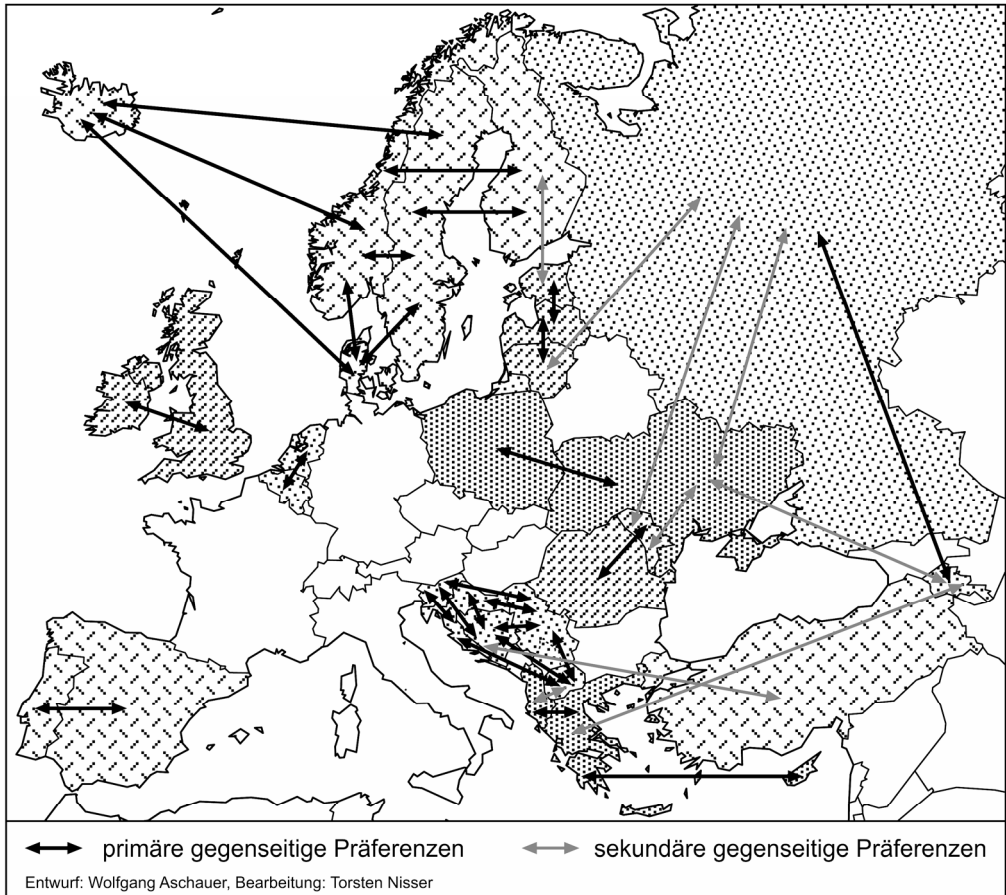 primäre gegenseitige Präferenzen
sekundäre gegenseitige Präferenzen
Entwurf: Wolfgang Aschauer, Bearbeitung: Torsten Nisser